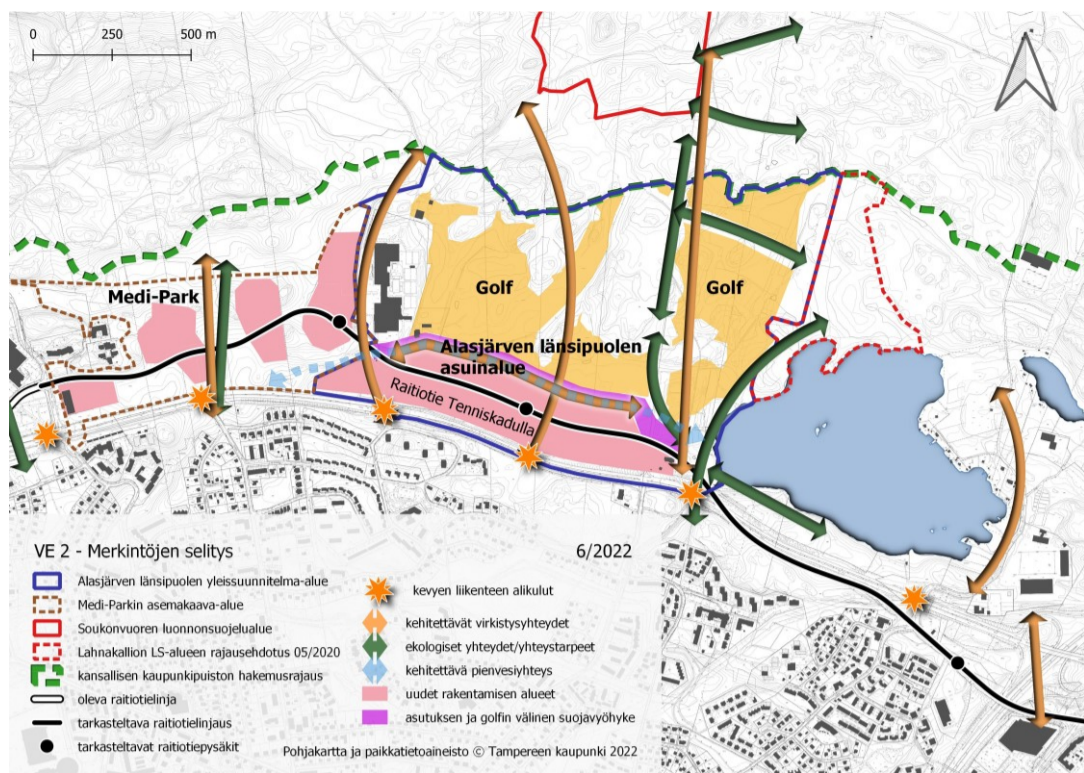 0 250 500 m
Medi-Park
Golf
Golf
Alasjärven länsipuolen
asuinalue
Raitiotie Tenniskadulla
VE 2 - Merkintöjen selitys
6/2022
Alasjärven länsipuolen yleissuunnitelma-alue
Medi-Parkin asemakaava-alue
Soukonvuoren luonnonsuojelualue
Lahnakallion LS-alueen rajausehdotus 05/2020
kansallisen kaupunkipuiston hakemusrajaus
oleva raitiotielinja
tarkasteltava raitiotielinjaus
tarkasteltavat raitiotiepysäkit
kevyen liikenteen alikulut
kehitettävät virkistysyhteydet
ekologiset yhteydet/yhteystarpeet
kehitettävä pienvesiyhteys
uudet rakentamisen alueet
asutuksen ja golfin välinen suojavyöhyke
Pohjakartta ja paikkatietoaineisto © Tampereen kaupunki 2022